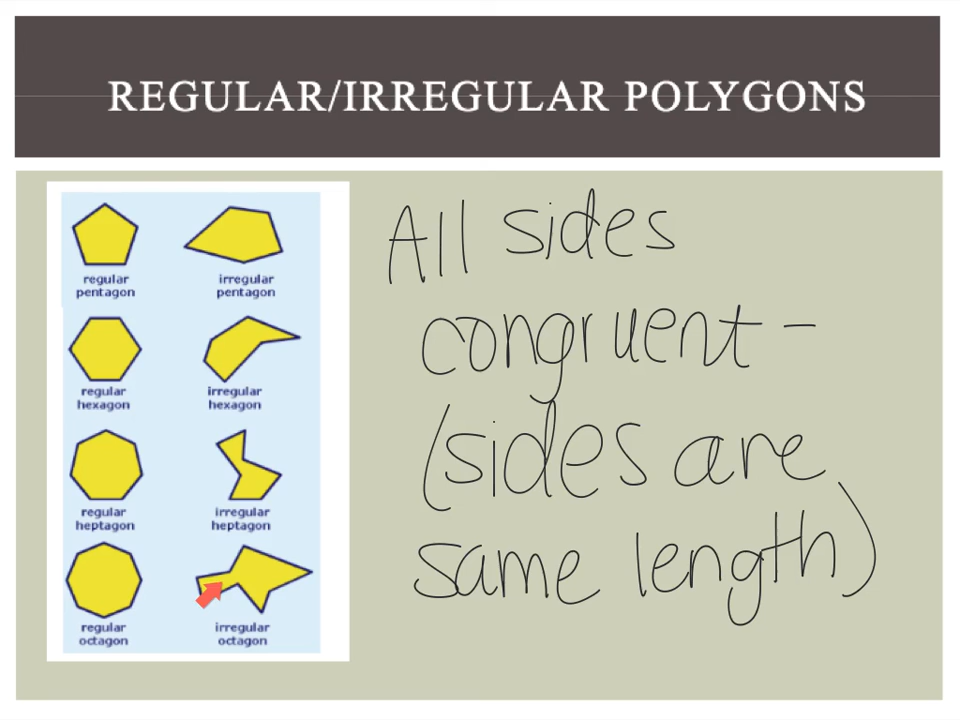 REGULAR/IRREGULAR POLYGONS
regular
pentagon
irregular
pentagon
regular
hexagon
irregular
hexagon
regular
heptagon
irregular
heptagon
regular
octagon
irregular
octagon
All sides
congruent -
(sides are
same length)